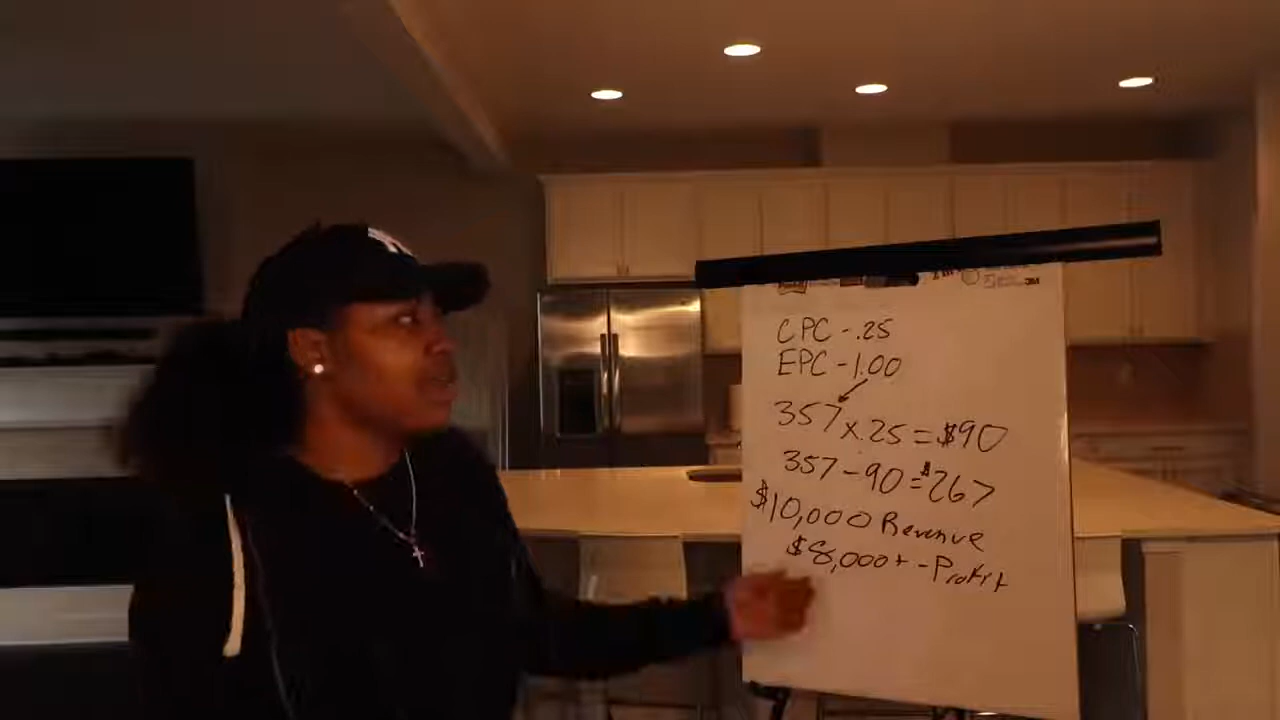 CPC - .25
EPC - 1.00
357 x .25 = $90
357 - 90 = $267
$10,000 Revenue
$8,000+ - Profit